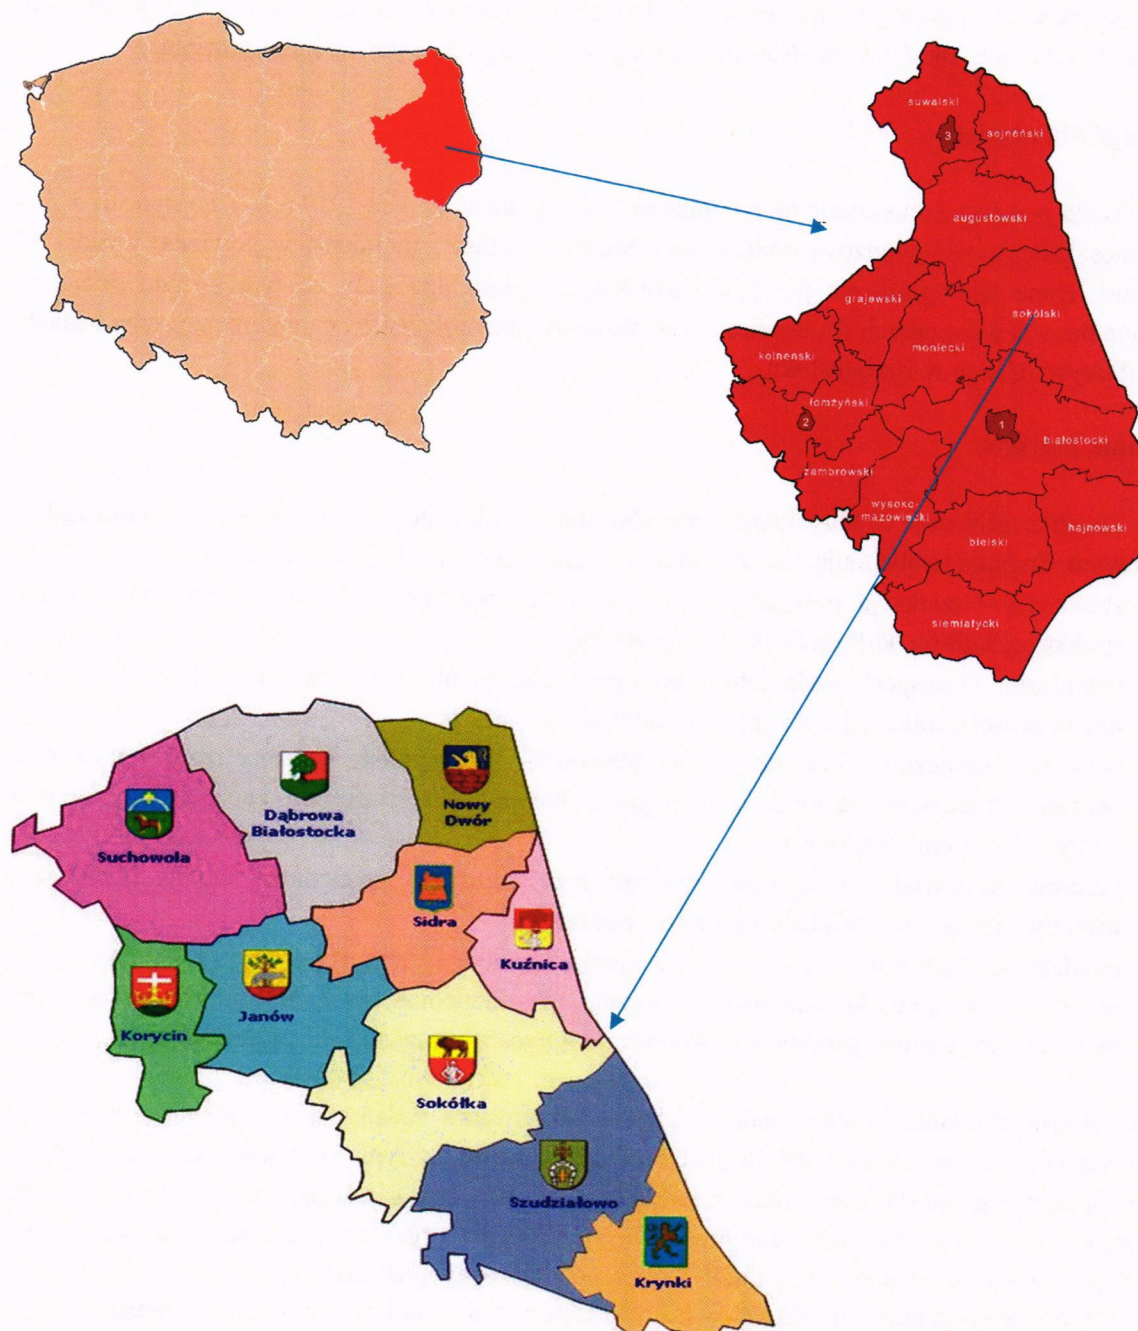 suwalski
sejneński
3
augustowski
grajewski
sokólski
kolneński
moniecki
łomżyński
2
1
białostocki
zambrowski
wysoko-
mazowiecki
hajnowski
bielski
siemiatycki
Dąbrowa
Białostocka
Nowy
Dwór
Suchowola
Sidra
Kuźnica
Korycin
Janów
Sokółka
Szudziałowo
Krynki